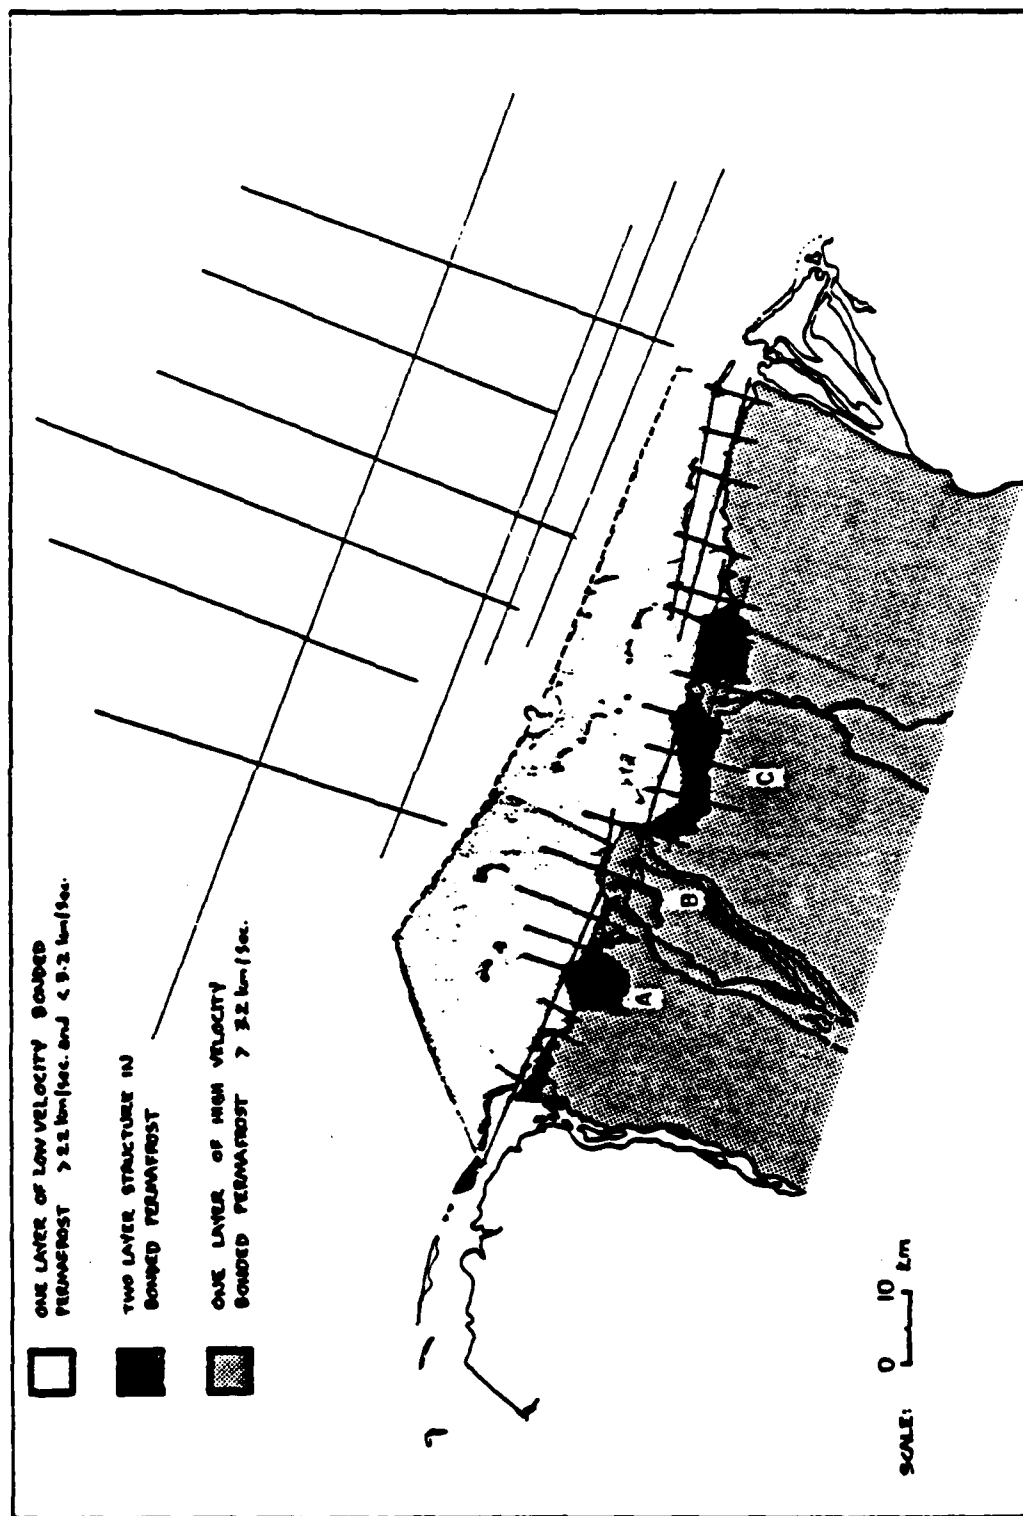 ONE LAYER OF LOW VELOCITY BONDED
PERMAFROST > 2.2 km/sec. and < 3.2 km/sec.
TWO LAYER STRUCTURE IN
BONDED PERMAFROST
ONE LAYER OF HIGH VELOCITY
BONDED PERMAFROST > 3.2 km/sec.
A
B
C
SCALE:
0 10
km